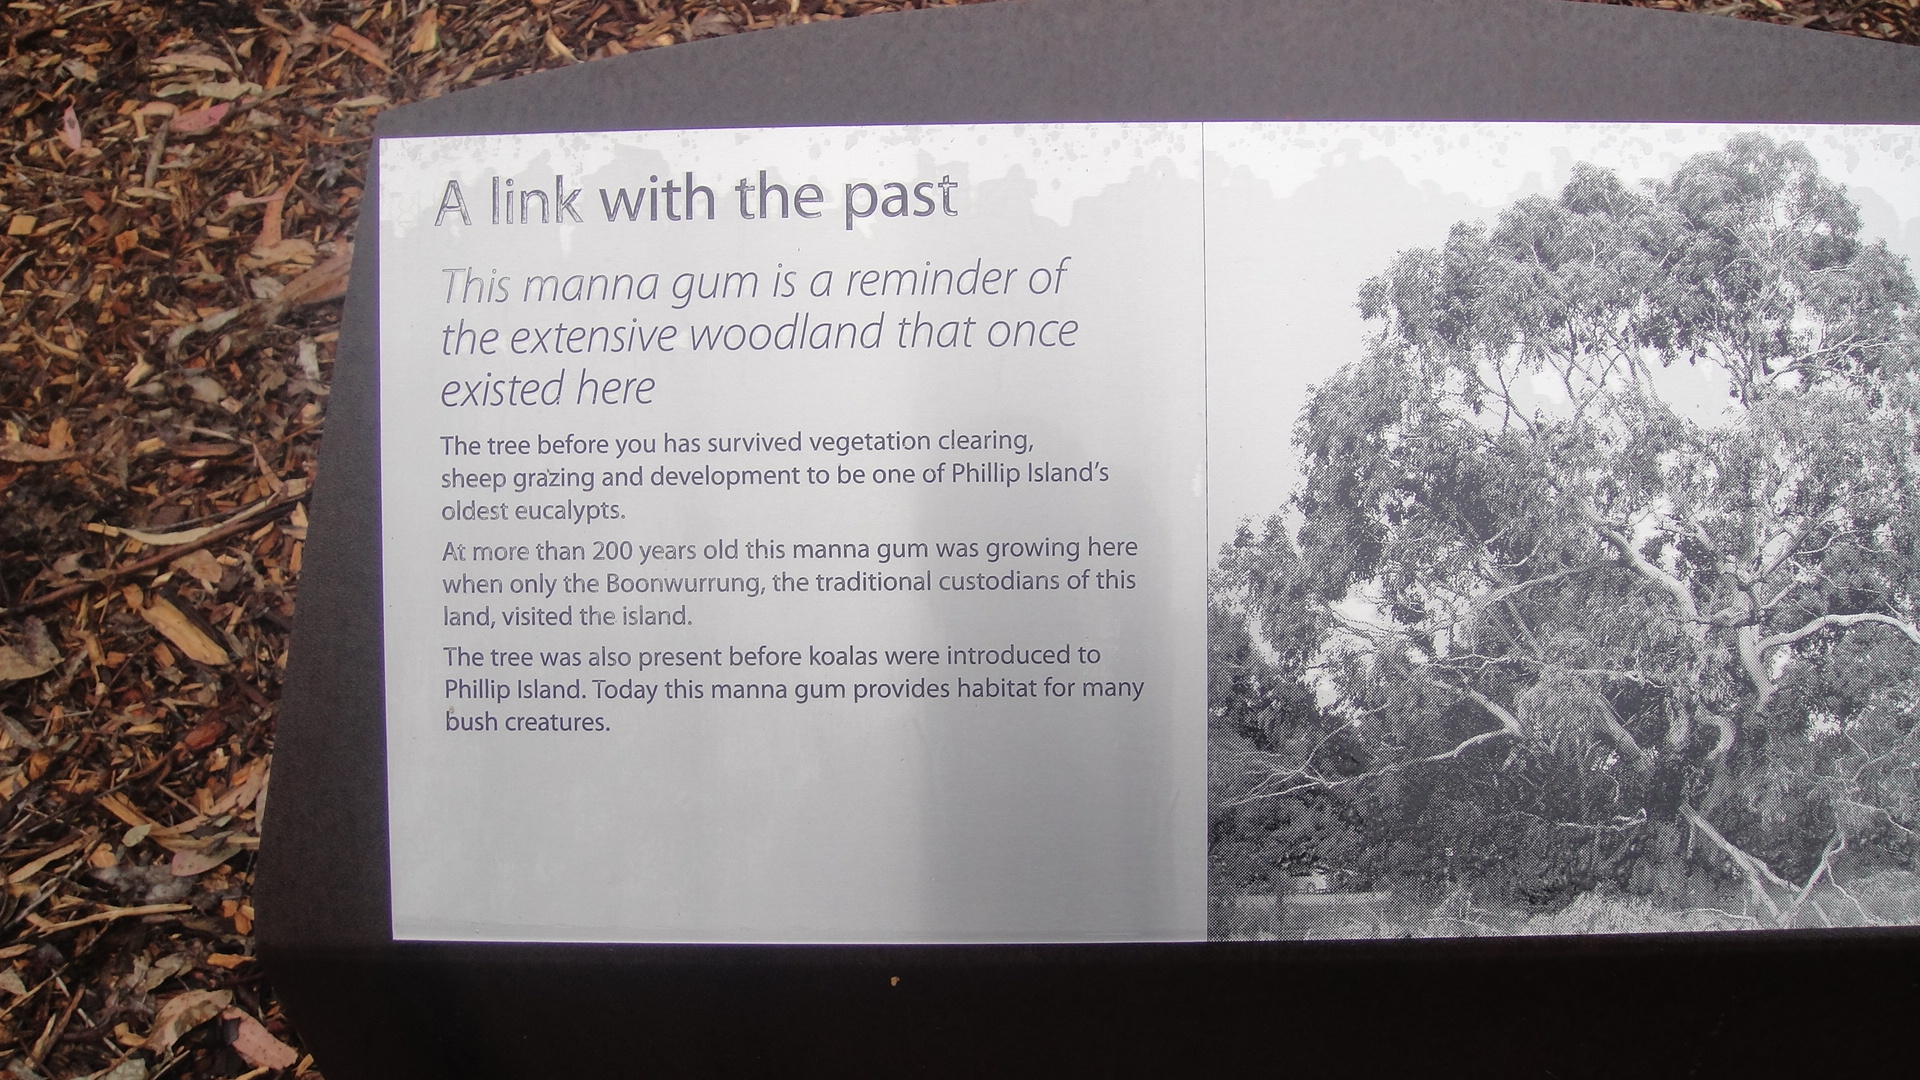 A link with the past
This manna gum is a reminder of
the extensive woodland that once
existed here
The tree before you has survived vegetation clearing,
sheep grazing and development to be one of Phillip Island's
oldest eucalypts.
At more than 200 years old this manna gum was growing here
when only the Boonwurrung, the traditional custodians of this
land, visited the island.
The tree was also present before koalas were introduced to
Phillip Island. Today this manna gum provides habitat for many
bush creatures.